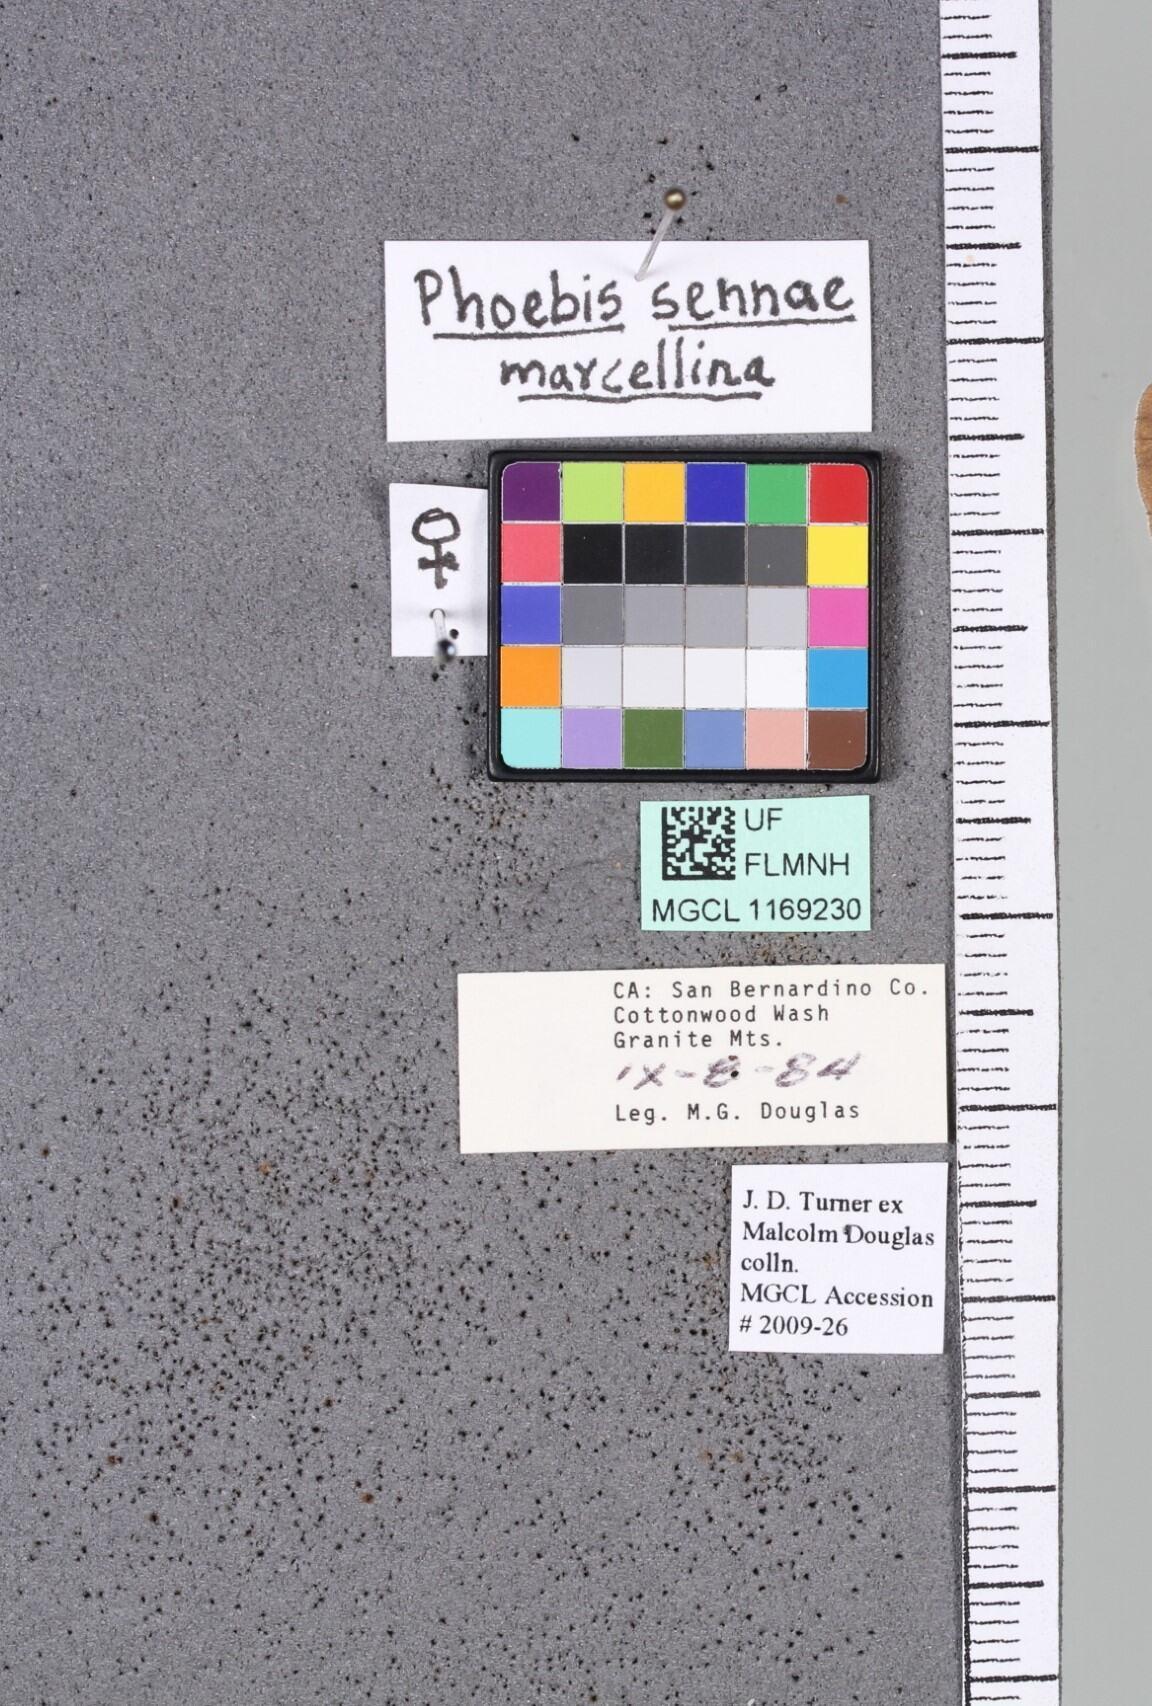 Phoebis sennae
marcellina
♀
UF
FLMNH
MGCL 1169230
CA: San Bernardino Co.
Cottonwood Wash
Granite Mts.
IX-8-84
Leg. M.G. Douglas
J. D. Turner ex
Malcolm Douglas
colln.
MGCL Accession
# 2009-26